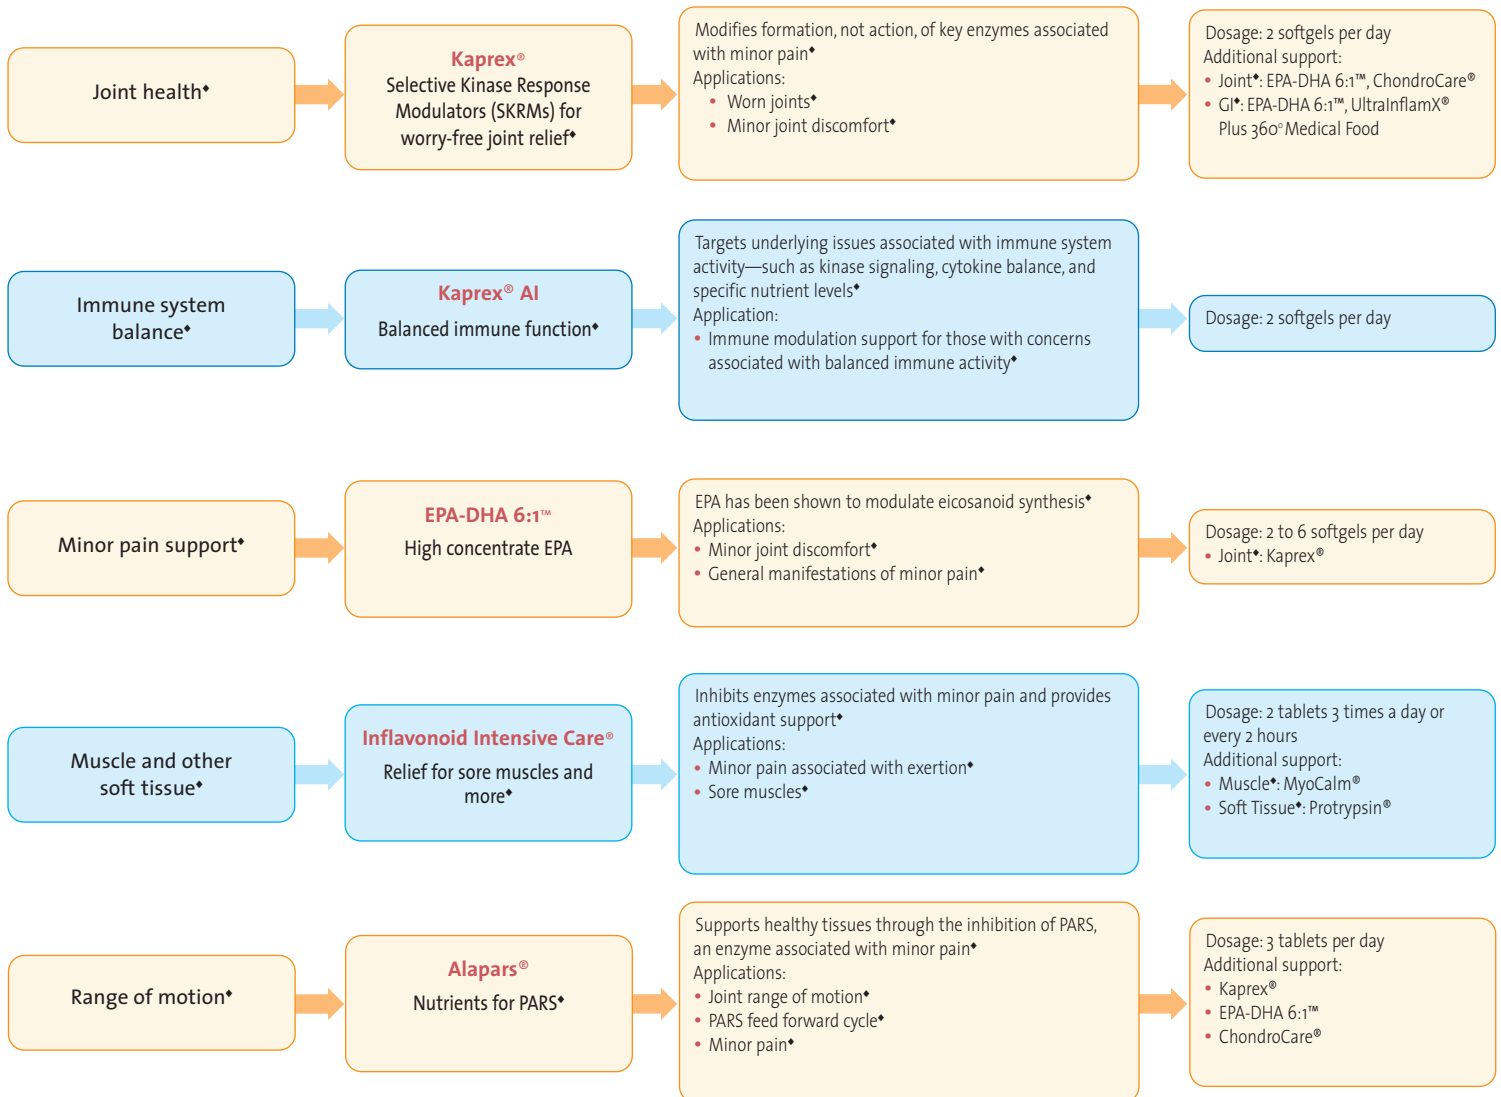 Joint health♦
Kaprex®
Selective Kinase Response
Modulators (SKRMs) for
worry-free joint relief♦
Modifies formation, not action, of key enzymes associated
with minor pain♦
Applications:
• Worn joints♦
• Minor joint discomfort♦
Dosage: 2 softgels per day
Additional support:
• Joint♦: EPA-DHA 6:1™, ChondroCare®
• GI♦: EPA-DHA 6:1™, UltraInflamX®
Plus 360° Medical Food
Immune system
balance♦
Kaprex® AI
Balanced immune function♦
Targets underlying issues associated with immune system
activity—such as kinase signaling, cytokine balance, and
specific nutrient levels♦
Application:
• Immune modulation support for those with concerns
associated with balanced immune activity♦
Dosage: 2 softgels per day
Minor pain support♦
EPA-DHA 6:1™
High concentrate EPA
EPA has been shown to modulate eicosanoid synthesis♦
Applications:
• Minor joint discomfort♦
• General manifestations of minor pain♦
Dosage: 2 to 6 softgels per day
• Joint♦: Kaprex®
Muscle and other
soft tissue♦
Inflavonoid Intensive Care®
Relief for sore muscles and
more♦
Inhibits enzymes associated with minor pain and provides
antioxidant support♦
Applications:
• Minor pain associated with exertion♦
• Sore muscles♦
Dosage: 2 tablets 3 times a day or
every 2 hours
Additional support:
• Muscle♦: MyoCalm®
• Soft Tissue♦: Protrypsin®
Range of motion♦
Alapars®
Nutrients for PARS♦
Supports healthy tissues through the inhibition of PARS,
an enzyme associated with minor pain♦
Applications:
• Joint range of motion♦
• PARS feed forward cycle♦
• Minor pain♦
Dosage: 3 tablets per day
Additional support:
• Kaprex®
• EPA-DHA 6:1™
• ChondroCare®